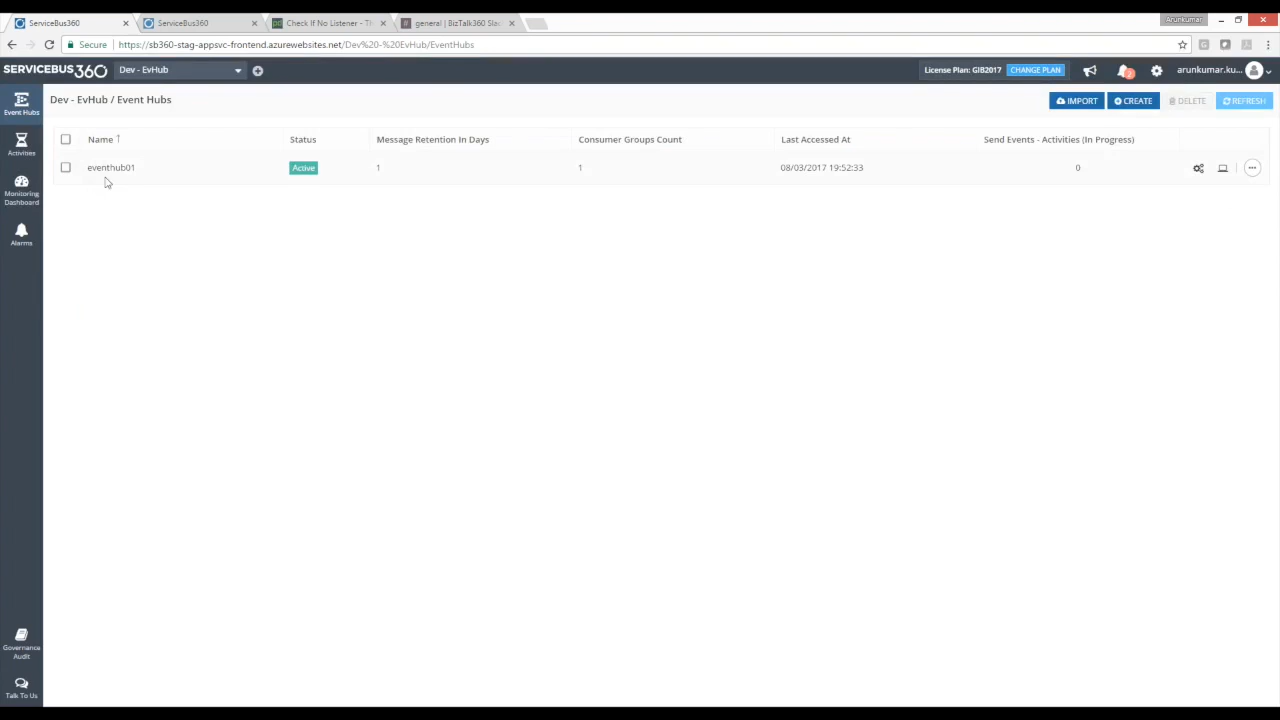 ServiceBus360
ServiceBus360
Check If No Listener - Th
general | BizTalk360 Slac
Arunkumar
Secure
https://sb360-stag-appsvc-frontend.azurewebsites.net/Dev%20-%20EvHub/EventHubs
SERVICEBUS360
Dev - EvHub
License Plan: GIB2017
CHANGE PLAN
2
arunkumar.ku...
Event Hubs
Dev - EvHub / Event Hubs
IMPORT
CREATE
DELETE
REFRESH
Name
Status
Message Retention In Days
Consumer Groups Count
Last Accessed At
Send Events - Activities (In Progress)
eventhub01
Active
1
1
08/03/2017 19:52:33
0
Activities
Monitoring
Dashboard
Alarms
Governance
Audit
Talk To Us